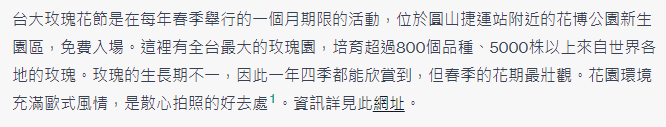 台大玫瑰花節是在每年春季舉行的一個月期限的活動，位於圓山捷運站附近的花博公園新生
園區，免費入場。這裡有全台最大的玫瑰園，培育超過800個品種、5000株以上來自世界各
地的玫瑰。玫瑰的生長期不一，因此一年四季都能欣賞到，但春季的花期最壯觀。花園環境
充滿歐式風情，是散心拍照的好去處1。資訊詳見此網址。